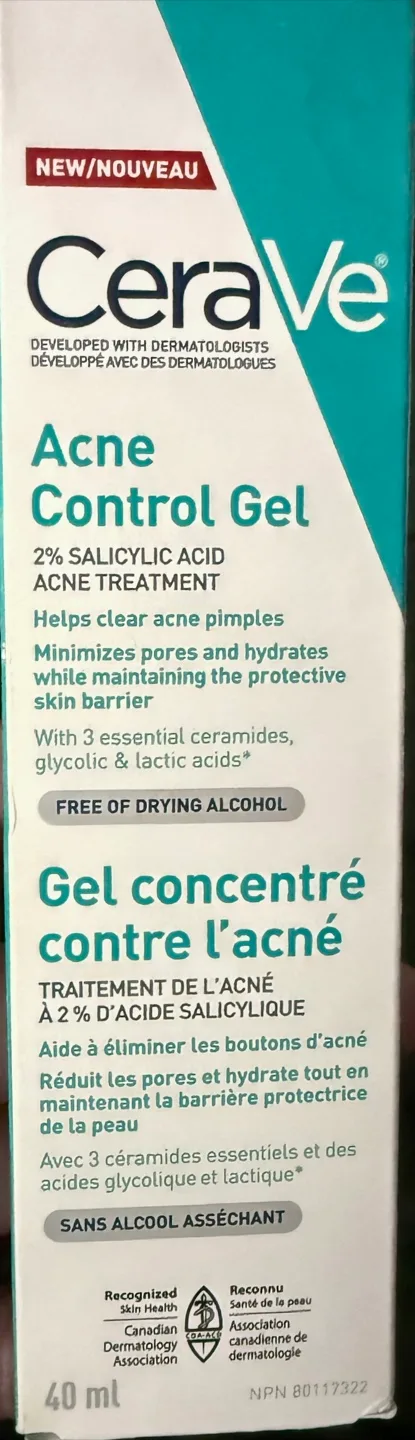 NEW/NOUVEAU
CeraVe®
DEVELOPED WITH DERMATOLOGISTS
DÉVELOPPÉ AVEC DES DERMATOLOGUES
Acne
Control Gel
2% SALICYLIC ACID
ACNE TREATMENT
Helps clear acne pimples
Minimizes pores and hydrates
while maintaining the protective
skin barrier
With 3 essential ceramides,
glycolic & lactic acids*
FREE OF DRYING ALCOHOL
Gel concentré
contre l'acné
TRAITEMENT DE L'ACNÉ
À 2 % D'ACIDE SALICYLIQUE
Aide à éliminer les boutons d'acné
Réduit les pores et hydrate tout en
maintenant la barrière protectrice
de la peau
Avec 3 céramides essentiels et des
acides glycolique et lactique*
SANS ALCOOL ASSÉCHANT
Recognized
Skin Health
Canadian
Dermatology
Association
CDA-ACD
Reconnu
Santé de la peau
Association
canadienne de
dermatologie
40 ml
NPN 80117322